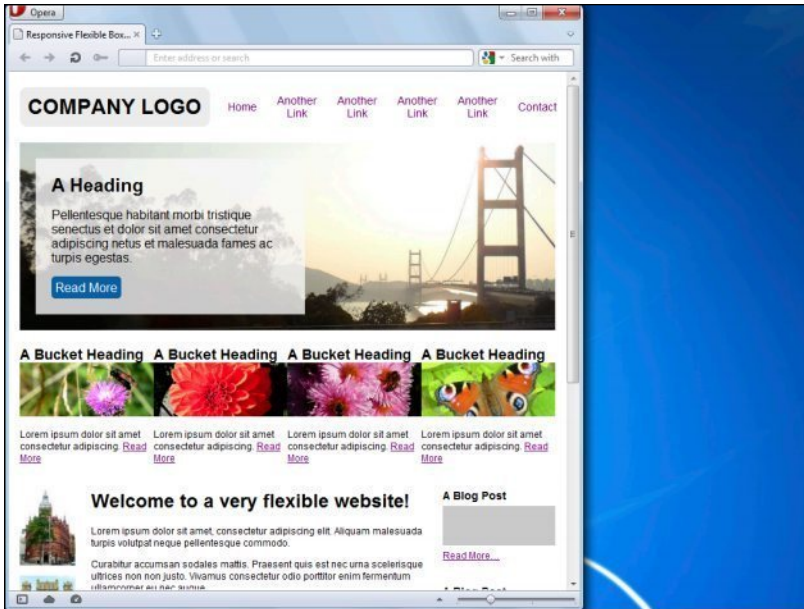 Opera
Responsive Flexible Box...
Enter address or search
Search with
COMPANY LOGO
Home
Another Link
Another Link
Another Link
Another Link
Contact
A Heading
Pellentesque habitant morbi tristique
senectus et dolor sit amet consectetur
adipiscing netus et malesuada fames ac
turpis egestas.
Read More
A Bucket Heading
A Bucket Heading
A Bucket Heading
A Bucket Heading
Lorem ipsum dolor sit amet
consectetur adipiscing. Read
More
Lorem ipsum dolor sit amet
consectetur adipiscing. Read
More
Lorem ipsum dolor sit amet
consectetur adipiscing. Read
More
Lorem ipsum dolor sit amet
consectetur adipiscing. Read
More
Welcome to a very flexible website!
Lorem ipsum dolor sit amet, consectetur adipiscing elit. Aliquam malesuada
turpis volutpat neque pellentesque commodo.
Curabitur accumsan sodales mattis. Praesent quis est nec urna scelerisque
ultrices non non justo. Vivamus consectetur odio porttitor enim fermentum
ullamcorper eu nec augue.
A Blog Post
Read More...
A Blog Post